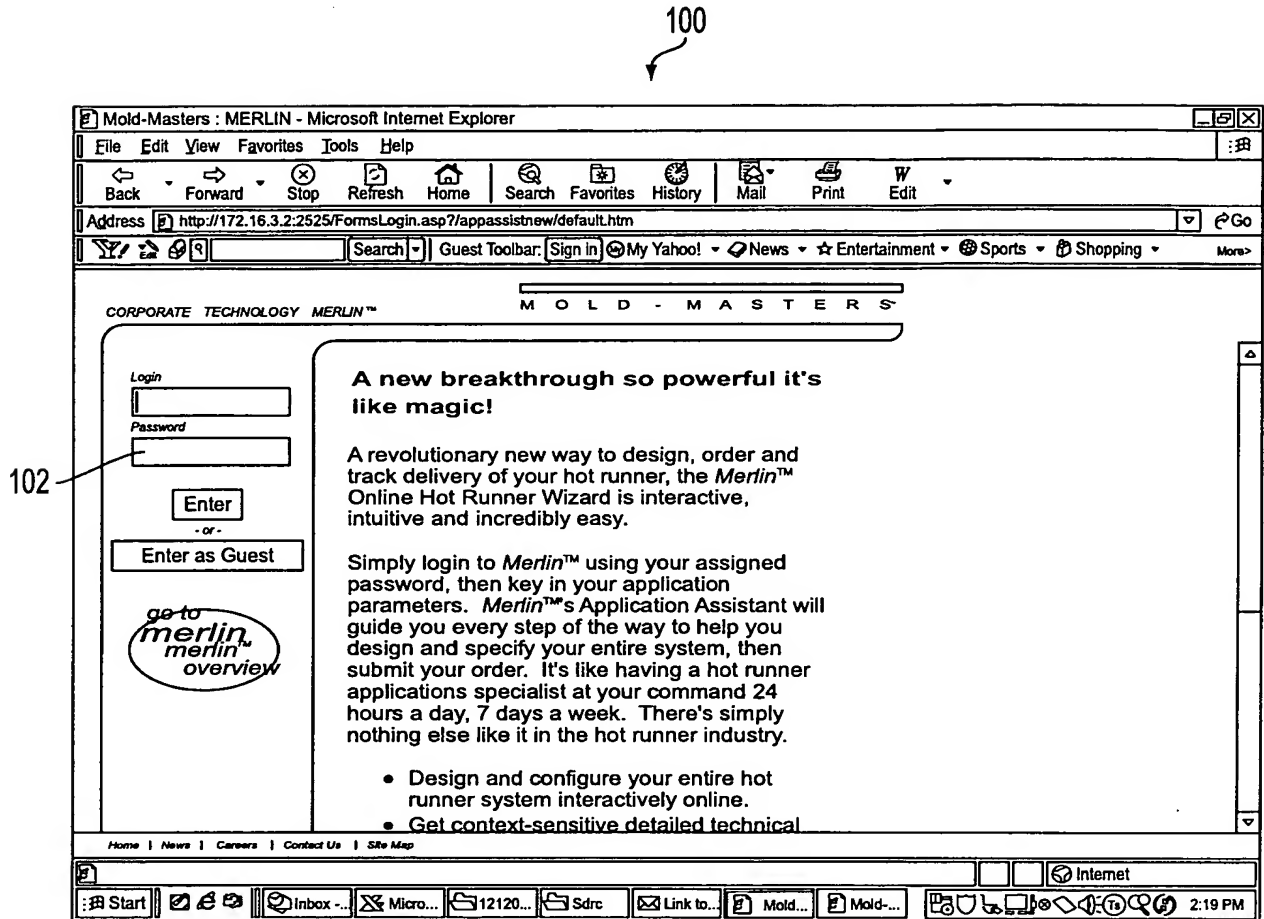 100
Mold-Masters : MERLIN - Microsoft Internet Explorer
File Edit View Favorites Tools Help
Back Forward Stop Refresh Home Search Favorites History Mail Print Edit
Address http://172.16.3.2:2525/FormsLogin.asp?/appassistnew/default.htm Go
Y! Edit Search Guest Toolbar: Sign in My Yahoo! News Entertainment Sports Shopping More>
MOLD-MASTERS
CORPORATE TECHNOLOGY MERLIN™
Login
Password
102
Enter
- or -
Enter as Guest
go to
merlin
merlin™
overview
A new breakthrough so powerful it's
like magic!
A revolutionary new way to design, order and
track delivery of your hot runner, the Merlin™
Online Hot Runner Wizard is interactive,
intuitive and incredibly easy.
Simply login to Merlin™ using your assigned
password, then key in your application
parameters. Merlin™'s Application Assistant will
guide you every step of the way to help you
design and specify your entire system, then
submit your order. It's like having a hot runner
applications specialist at your command 24
hours a day, 7 days a week. There's simply
nothing else like it in the hot runner industry.
• Design and configure your entire hot
runner system interactively online.
• Get context-sensitive detailed technical
Home | News | Careers | Contact Us | Site Map
Internet
Start Inbox -... Micro... 12120... Sdrc Link to... Mold... Mold-... 2:19 PM